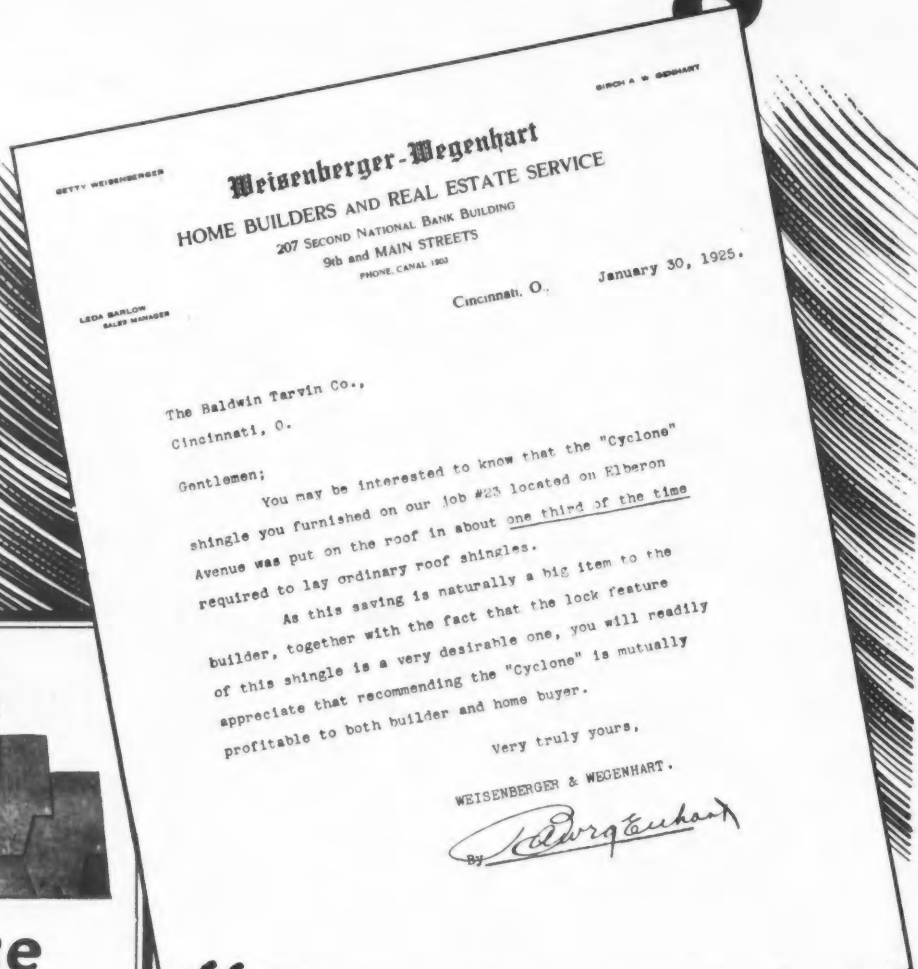 BIRCH A W GENHART
GETTY WEISENBERGER
Weisenberger-Wegenhart
HOME BUILDERS AND REAL ESTATE SERVICE
207 SECOND NATIONAL BANK BUILDING
9th and MAIN STREETS
PHONE, CANAL 1903
LEDA BARLOW
SALES MANAGER
Cincinnati, O., January 30, 1925.
The Baldwin Tarvin Co.,
Cincinnati, O.
Gentlemen;
You may be interested to know that the "Cyclone"
shingle you furnished on our job #23 located on Elberon
Avenue was put on the roof in about one third of the time
required to lay ordinary roof shingles.
As this saving is naturally a big item to the
builder, together with the fact that the lock feature
of this shingle is a very desirable one, you will readily
appreciate that recommending the "Cyclone" is mutually
profitable to both builder and home buyer.
Very truly yours,
WEISENBERGER & WEGENHART.
By